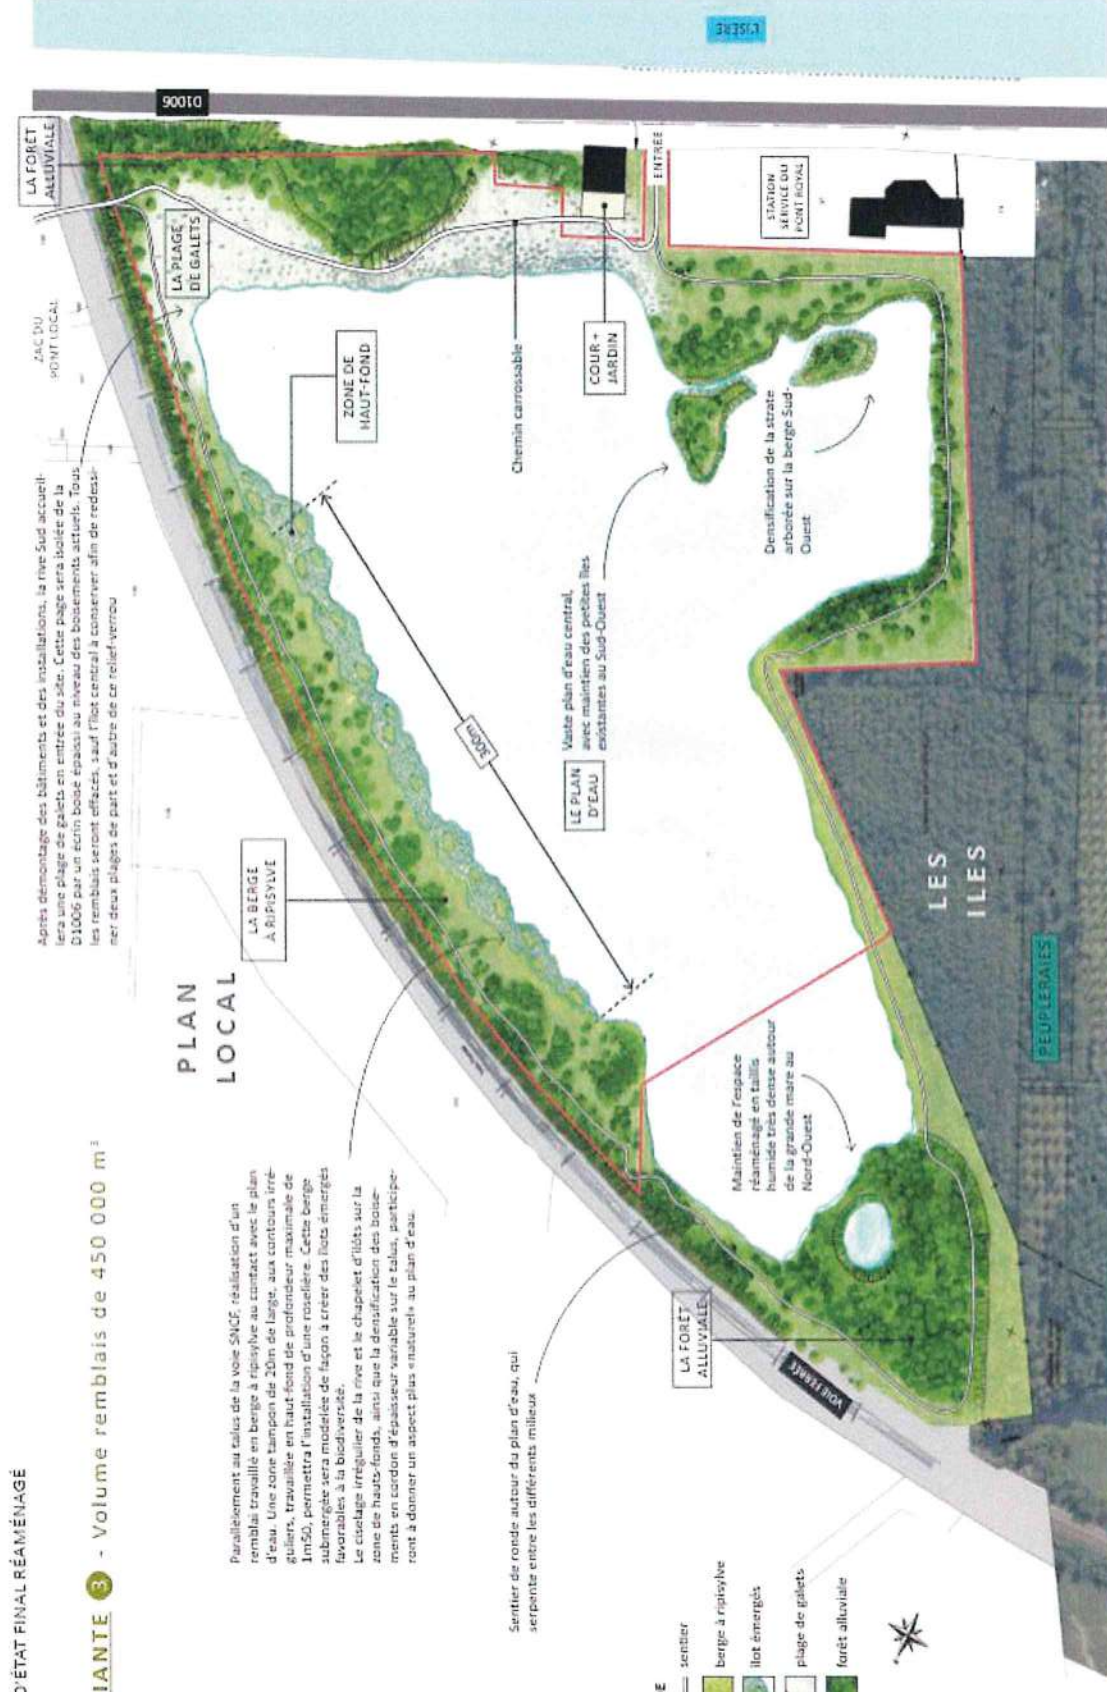 D'ÉTAT FINAL RÉAMÉNAGÉ
IANTE 3 - Volume remblais de 450 000 m³
Après démontage des bâtiments et des installations, la rive Sud accueil-
lera une plage de galets en entrée du site. Cette page sera isolée de la
D1006 par un écrin boisé épaissi au niveau des boisements actuels. Tous
les remblais seront effacés, sauf l'îlot central à conserver afin de redessi-
ner deux plages de part et d'autre de ce relief-verrou
ZAC DU
PONT LOCAL
LA FORÊT
ALLUVIALE
D1006
L'ISÈRE
LA PLAGE
DE GALETS
PLAN
LOCAL
LA BERGE
A RIPISYLVE
ZONE DE
HAUT-FOND
Chemin carrossable
COUR +
JARDIN
ENTRÉE
STATION
SERVICE DU
PONT ROYAL
300m
Parallèlement au talus de la voie SNCF, réalisation d'un
remblai travaillé en berge à ripisylve au contact avec le plan
d'eau. Une zone tampon de 20m de large, aux contours irré-
guliers, travaillée en haut-fond de profondeur maximale de
1m50, permettra l'installation d'une roselière. Cette berge
submergée sera modelée de façon à créer des îlots émergés
favorables à la biodiversité.
Le ciselage irrégulier de la rive et le chapelet d'îlots sur la
zone de hauts-fonds, ainsi que la densification des boise-
ments en cordon d'épaisseur variable sur le talus, participe-
ront à donner un aspect plus «naturel» au plan d'eau.
LE PLAN
D'EAU
Vaste plan d'eau central,
avec maintien des petites îles
existantes au Sud-Ouest
Densification de la strate
arborée sur la berge Sud-
Ouest
Sentier de ronde autour du plan d'eau, qui
serpente entre les différents milieux
LA FORÊT
ALLUVIALE
VOIE FERRÉE
Maintien de l'espace
réaménagé en taillis
humide très dense autour
de la grande mare au
Nord-Ouest
LES
ILES
PEUPLERAIES
E
sentier
berge à ripisylve
îlot émergés
plage de galets
forêt alluviale